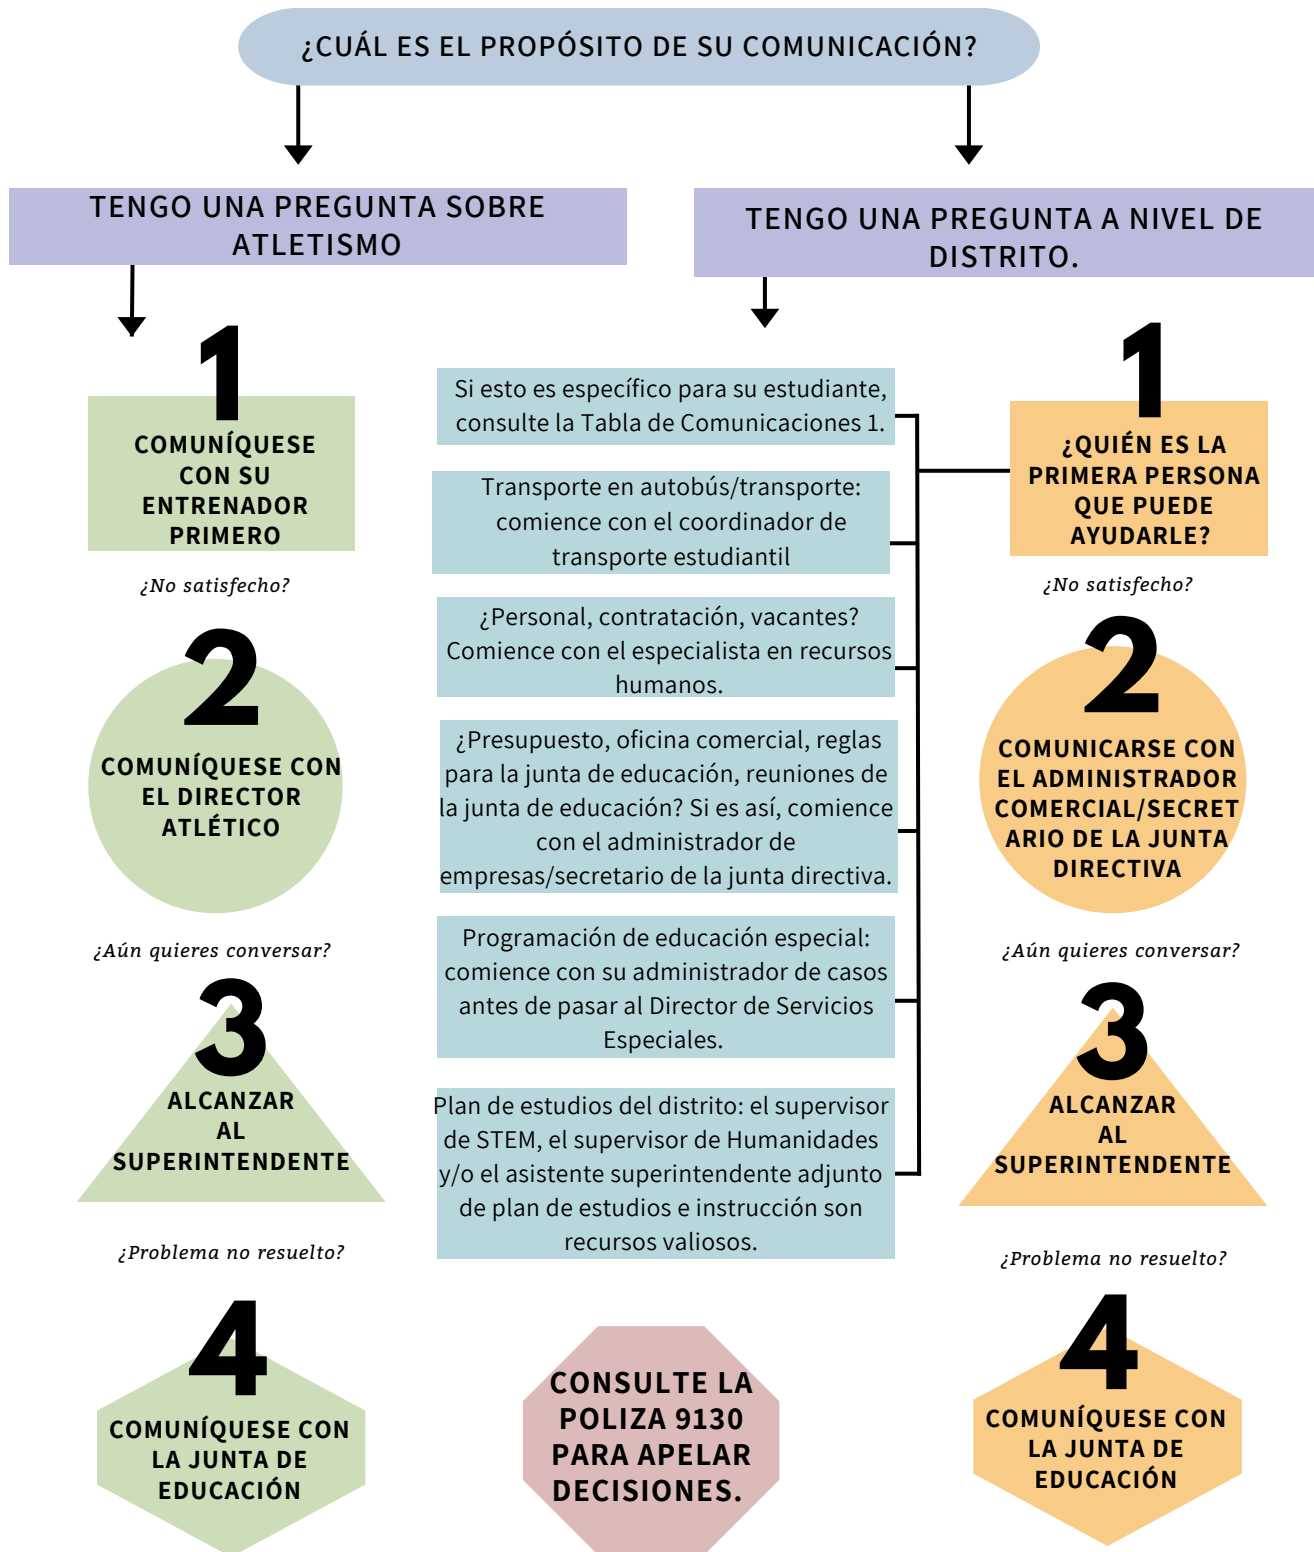 ¿CUÁL ES EL PROPÓSITO DE SU COMUNICACIÓN?
TENGO UNA PREGUNTA SOBRE
ATLETISMO
1
COMUNÍQUESE
CON SU
ENTRENADOR
PRIMERO
¿No satisfecho?
2
COMUNÍQUESE CON
EL DIRECTOR
ATLÉTICO
¿Aún quieres conversar?
3
ALCANZAR
AL
SUPERINTENDENTE
¿Problema no resuelto?
4
COMUNÍQUESE CON
LA JUNTA DE
EDUCACIÓN
TENGO UNA PREGUNTA A NIVEL DE
DISTRITO.
1
¿QUIÉN ES LA
PRIMERA PERSONA
QUE PUEDE
AYUDARLE?
Si esto es específico para su estudiante,
consulte la Tabla de Comunicaciones 1.
Transporte en autobús/transporte:
comience con el coordinador de
transporte estudiantil
¿Personal, contratación, vacantes?
Comience con el especialista en recursos
humanos.
¿Presupuesto, oficina comercial, reglas
para la junta de educación, reuniones de
la junta de educación? Si es así, comience
con el administrador de
empresas/secretario de la junta directiva.
Programación de educación especial:
comience con su administrador de casos
antes de pasar al Director de Servicios
Especiales.
Plan de estudios del distrito: el supervisor
de STEM, el supervisor de Humanidades
y/o el asistente superintendente adjunto
de plan de estudios e instrucción son
recursos valiosos.
¿No satisfecho?
2
COMUNICARSE CON
EL ADMINISTRADOR
COMERCIAL/SECRET
ARIO DE LA JUNTA
DIRECTIVA
¿Aún quieres conversar?
3
ALCANZAR
AL
SUPERINTENDENTE
¿Problema no resuelto?
4
COMUNÍQUESE CON
LA JUNTA DE
EDUCACIÓN
CONSULTE LA
POLIZA 9130
PARA APELAR
DECISIONES.